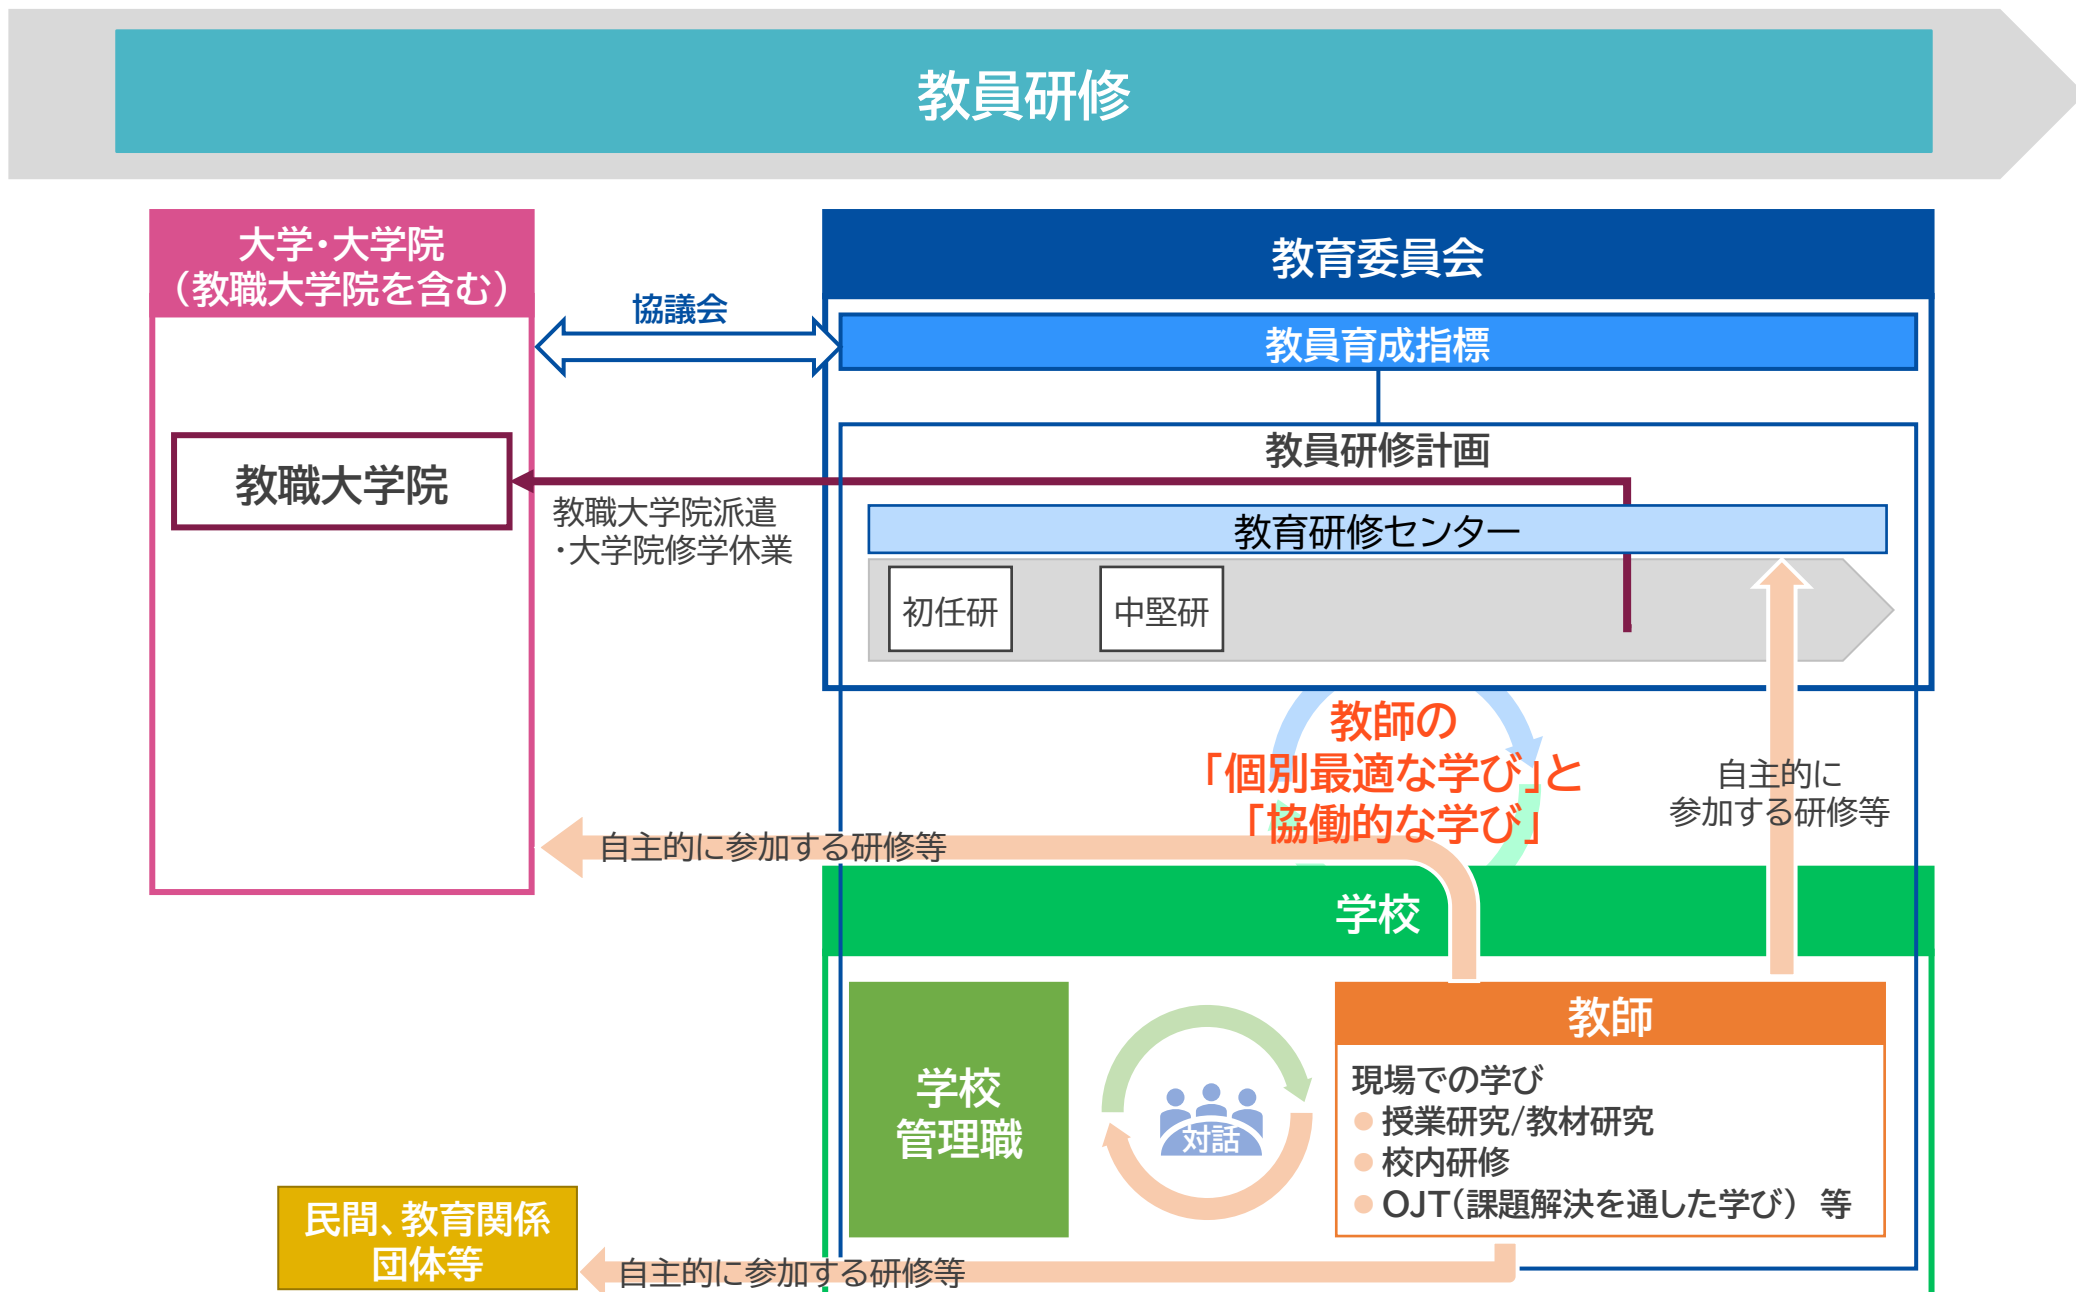 教員研修
大学・大学院
（教職大学院を含む）
教育委員会
協議会
教員育成指標
教員研修計画
教職大学院
教職大学院派遣
・大学院修学休業
教育研修センター
初任研
中堅研
教師の
「個別最適な学び」と
「協働的な学び」
自主的に
参加する研修等
自主的に参加する研修等
学校
学校
管理職
対話
教師
現場での学び
●授業研究/教材研究
●校内研修
●OJT（課題解決を通した学び） 等
民間、教育関係
団体等
自主的に参加する研修等